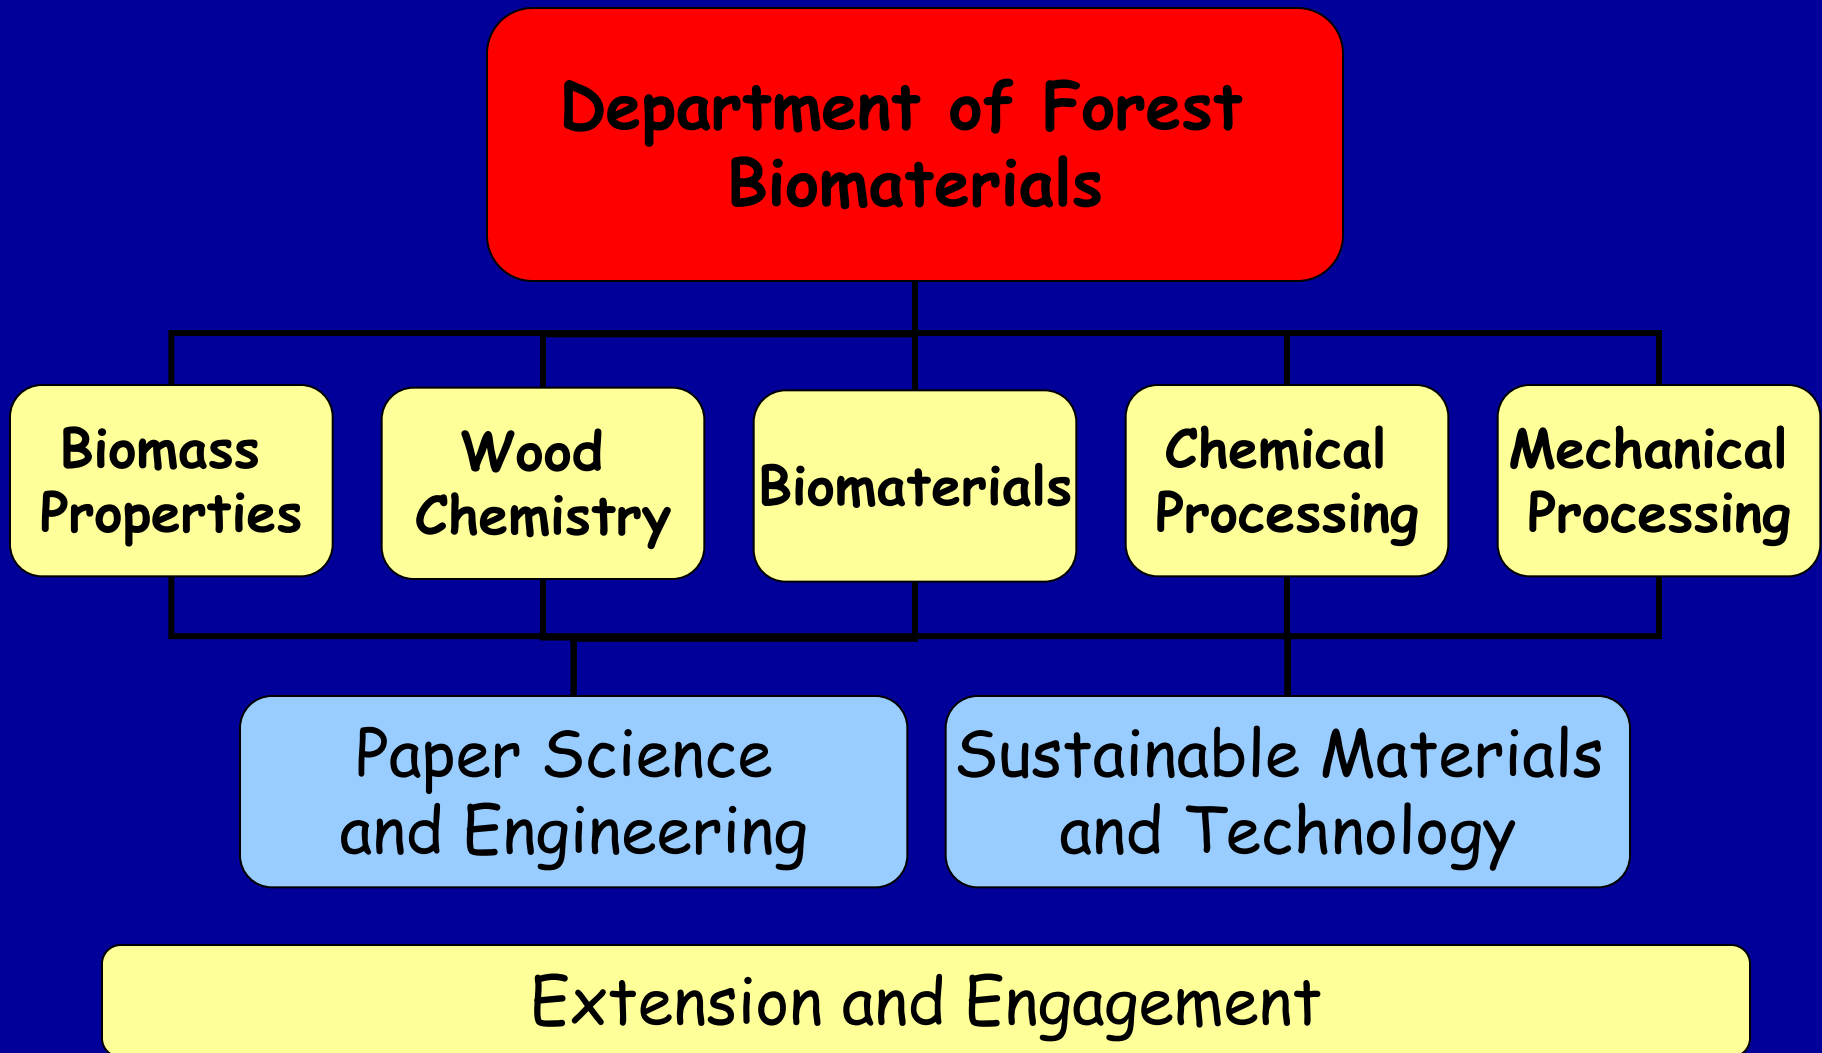 Department of Forest
Biomaterials
Biomass
Properties
Wood
Chemistry
Biomaterials
Chemical
Processing
Mechanical
Processing
Paper Science
and Engineering
Sustainable Materials
and Technology
Extension and Engagement